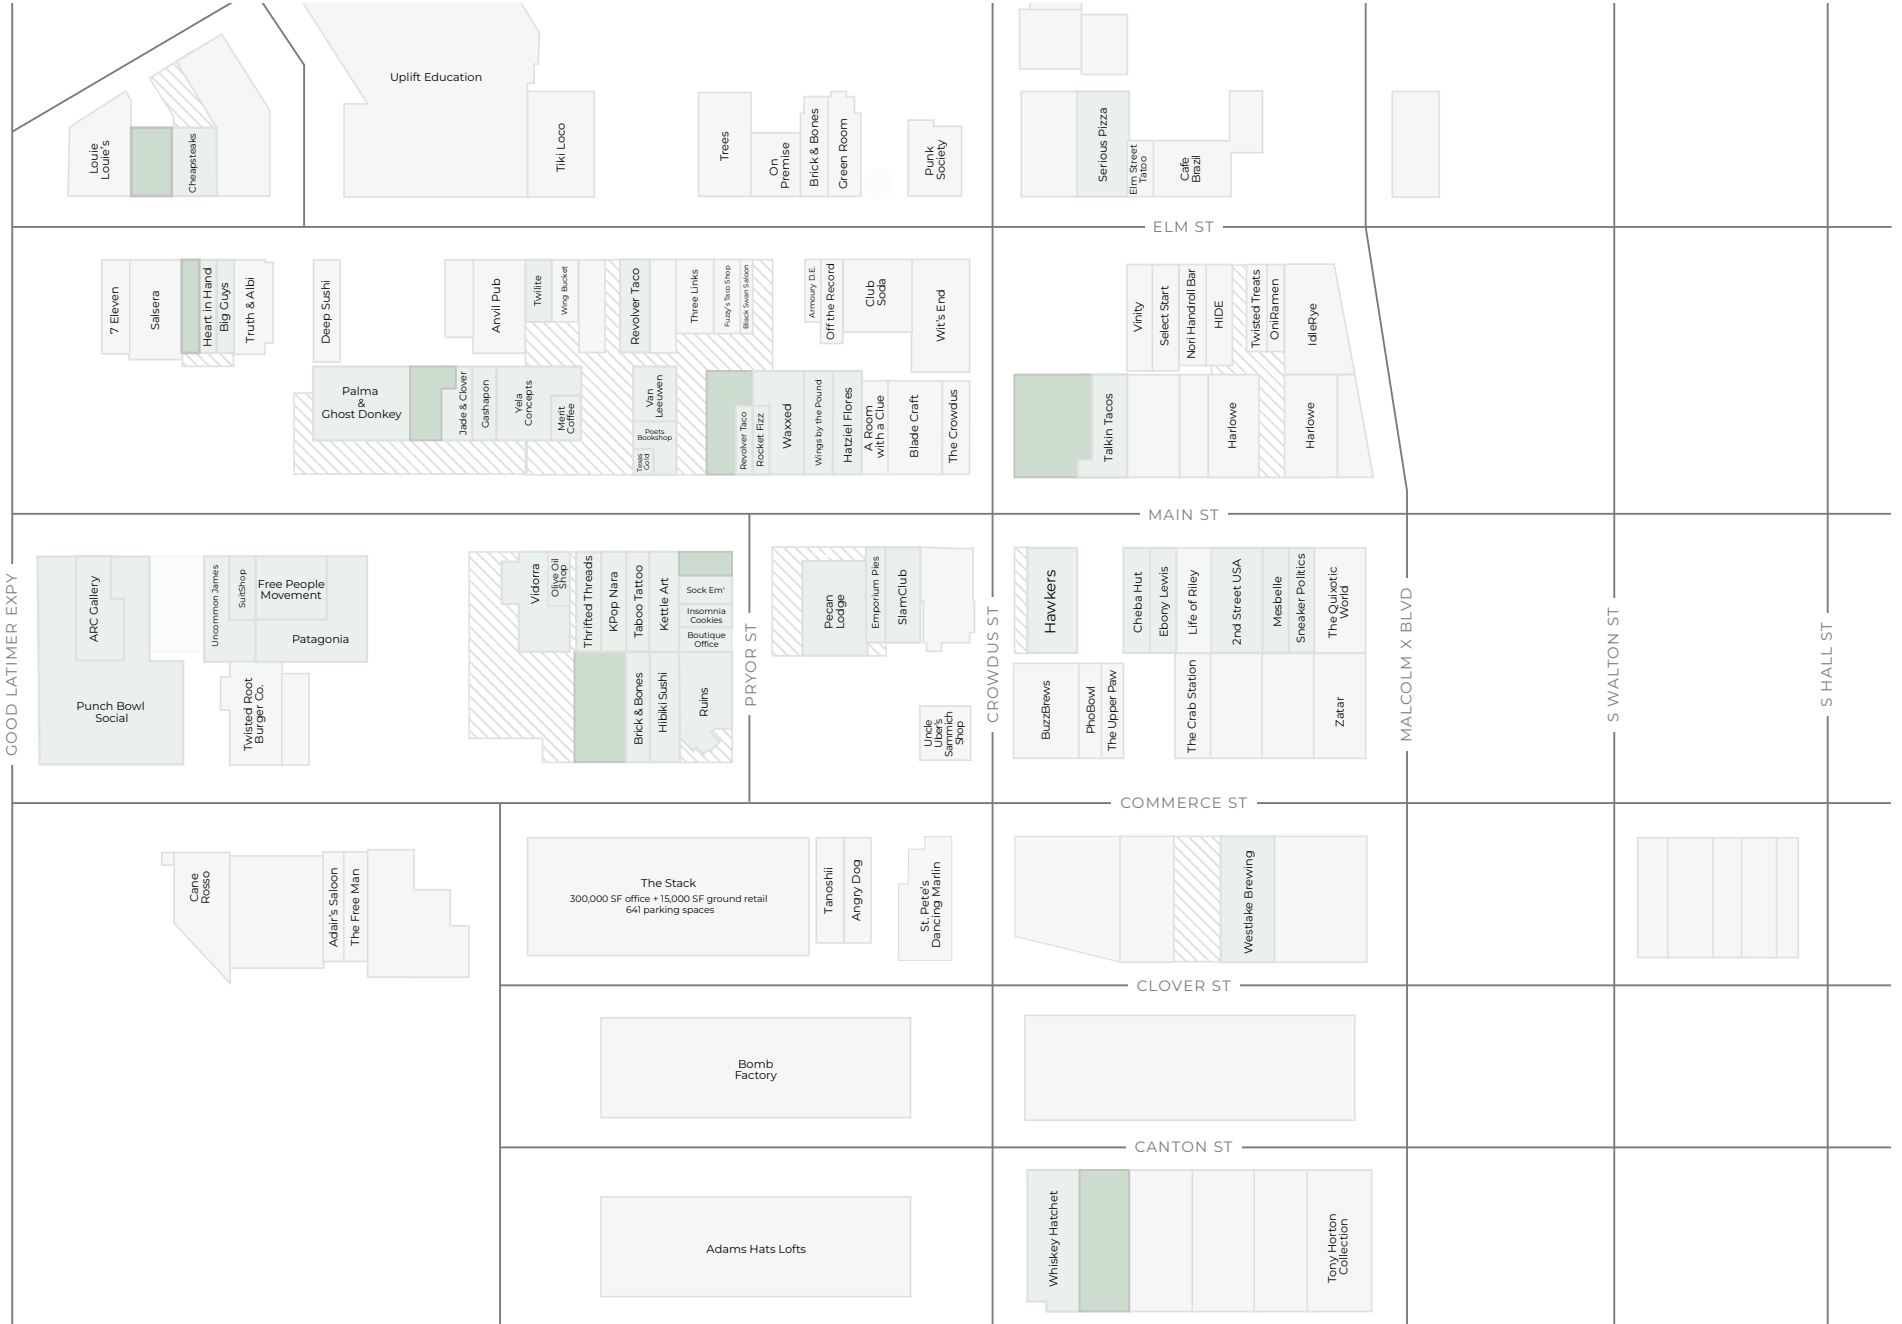 Uplift Education
Louie
Louie's
Cheapsteaks
Tiki Loco
Trees
On
Premise
Brick & Bones
Green Room
Punk
Society
Serious Pizza
Elm Street
Tatoo
Cafe
Brazil
ELM ST
7 Eleven
Salsera
Heart in Hand
Big Guys
Truth & Albi
Deep Sushi
Anvil Pub
Twilite
Wing Bucket
Revolver Taco
Three Links
Fuzzy's Taco Shop
Black Swan Saloon
Armoury D.E.
Off the Record
Club
Soda
Wit's End
Vinity
Select Start
Nori Handroll Bar
HIDE
Twisted Treats
OniRamen
IdleRye
Palma
&
Ghost Donkey
Jade & Clover
Gashapon
Yela
Concepts
Merit
Coffee
Van
Leeuwen
Poets
Bookshop
Texas
Gold
Revolver Taco
Rocket Fizz
Waxxed
Wings by the Pound
Hatziel Flores
A Room
with a Clue
Blade Craft
The Crowdus
Talkin Tacos
Harlowe
Harlowe
MAIN ST
ARC Gallery
Punch Bowl
Social
Uncommon James
SuitShop
Free People
Movement
Patagonia
Twisted Root
Burger Co.
Vidorra
Olive Oil
Shop
Thrifted Threads
KPop Nara
Taboo Tattoo
Kettle Art
Sock Em'
Insomnia
Cookies
Boutique
Office
Brick & Bones
Hibiki Sushi
Ruins
Pecan
Lodge
Emporium Pies
SlamClub
Uncle
Uber's
Sammich
Shop
Hawkers
Cheba Hut
Ebony Lewis
Life of Riley
2nd Street USA
Mesbelle
Sneaker Politics
The Quixotic
World
BuzzBrews
PhoBowl
The Upper Paw
The Crab Station
Zatar
GOOD LATIMER EXPY
PRYOR ST
CROWDUS ST
MALCOLM X BLVD
S WALTON ST
S HALL ST
COMMERCE ST
Cane
Rosso
Adair's Saloon
The Free Man
The Stack
300,000 SF office + 15,000 SF ground retail
641 parking spaces
Tanoshii
Angry Dog
St. Pete's
Dancing Marlin
Westlake Brewing
CLOVER ST
Bomb
Factory
CANTON ST
Adams Hats Lofts
Whiskey Hatchet
Tony Horton
Collection